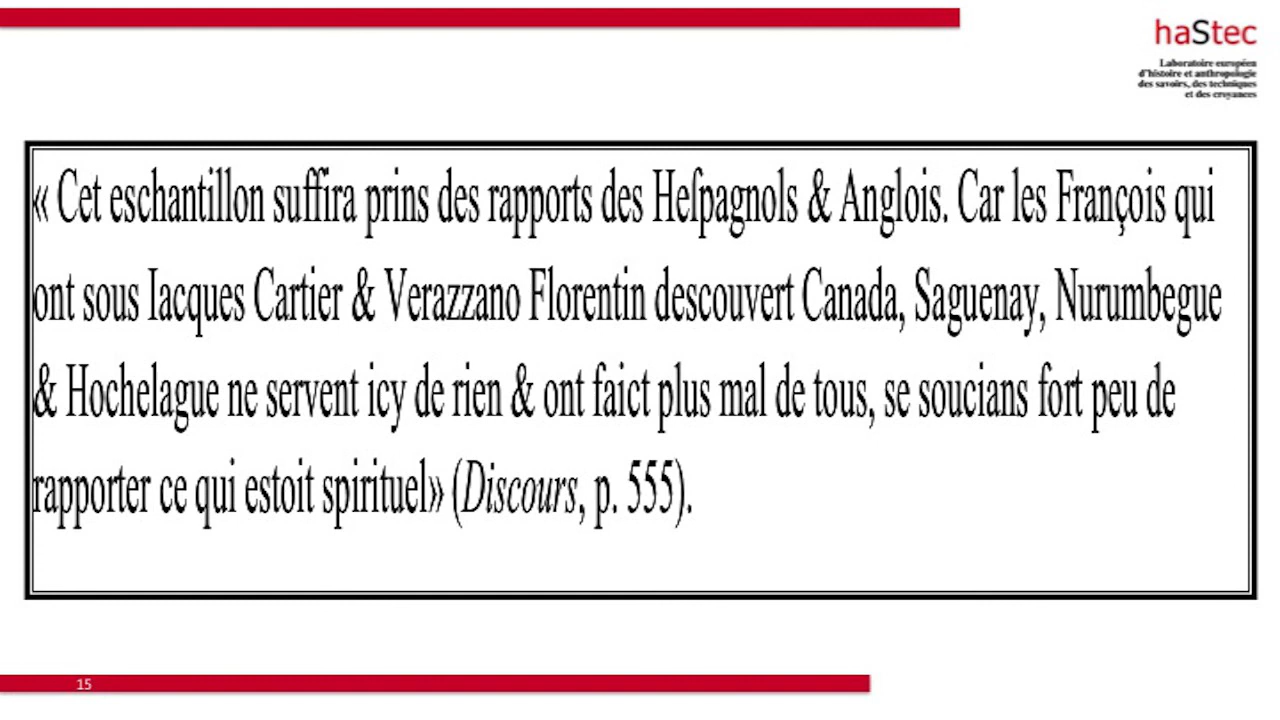 haStec
Laboratoire européen
d'histoire et anthropologie
des savoirs, des techniques
et des croyances
« Cet eschantillon suffira prins des rapports des Heſpagnols & Anglois. Car les François qui
ont sous Iacques Cartier & Verazzano Florentin descouvert Canada, Saguenay, Nurumbegue
& Hochelague ne servent icy de rien & ont faict plus mal de tous, se soucians fort peu de
rapporter ce qui estoit spirituel» (Discours, p. 555).
15